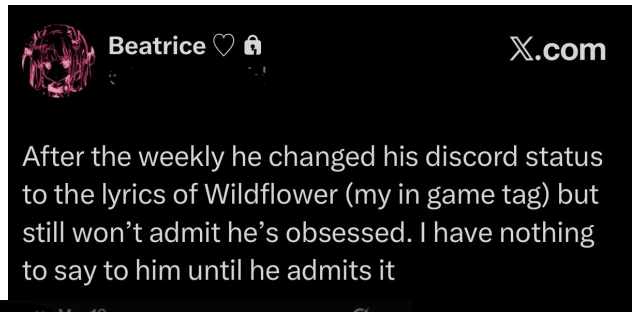 Beatrice ♡ 🔒
X.com
After the weekly he changed his discord status
to the lyrics of Wildflower (my in game tag) but
still won’t admit he’s obsessed. I have nothing
to say to him until he admits it